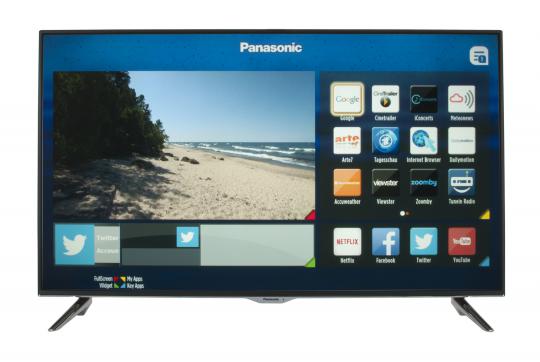 Panasonic
Google Cinetrailer iConcerts Meteonews
arte
Arte7 Tagesschau Internet Browser Dailymotion
viewster zoomby
Accuweather Viewster Zoomby TuneIn Radio
Twitter
Accoun
NETFLIX
Netflix Facebook Twitter YouTube
FullScreen My Apps
Widget Key Apps
Panasonic